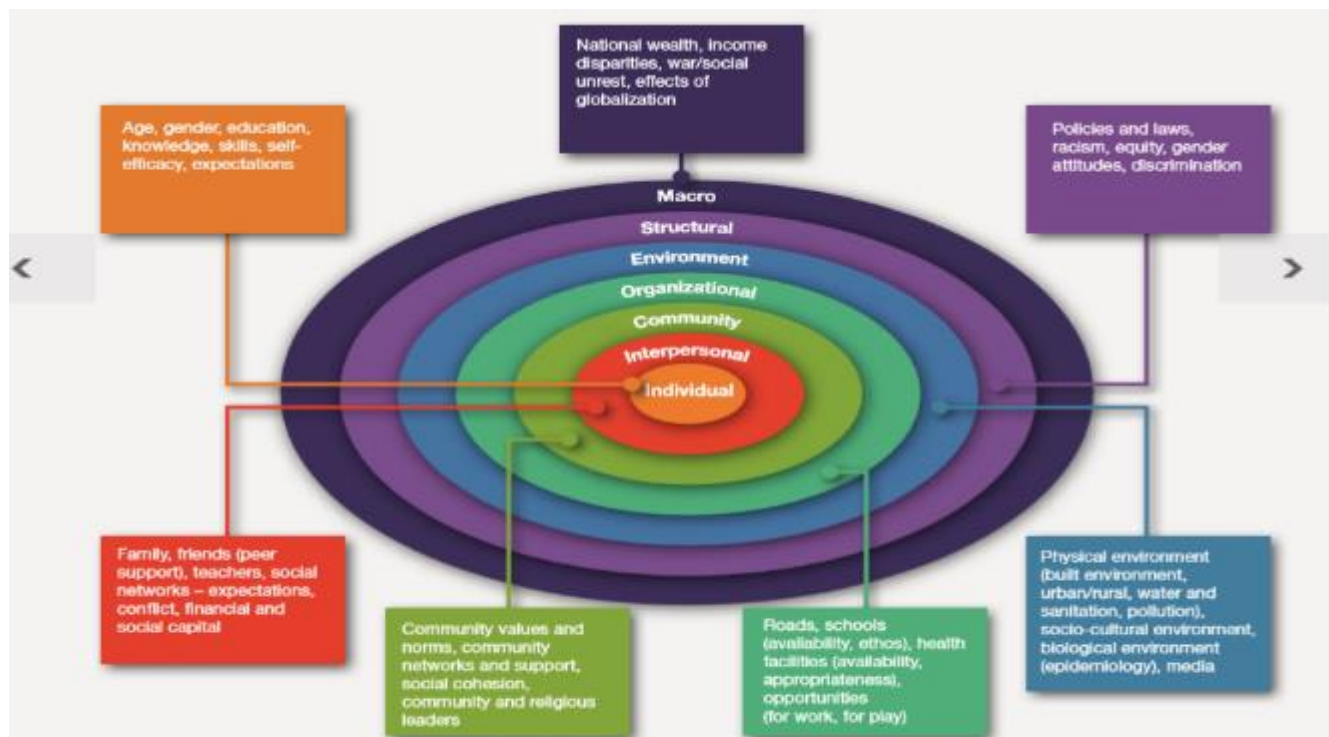 National wealth, income
disparities, war/social
unrest, effects of
globalization
Age, gender, education,
knowledge, skills, self-
efficacy, expectations
Policies and laws,
racism, equity, gender
attitudes, discrimination
Macro
Structural
Environment
Organizational
Community
Interpersonal
Individual
Family, friends (peer
support), teachers, social
networks – expectations,
conflict, financial and
social capital
Community values and
norms, community
networks and support,
social cohesion,
community and religious
leaders
Roads, schools
(availability, ethos), health
facilities (availability,
appropriateness),
opportunities
(for work, for play)
Physical environment
(built environment,
urban/rural, water and
sanitation, pollution),
socio-cultural environment,
biological environment
(epidemiology), media